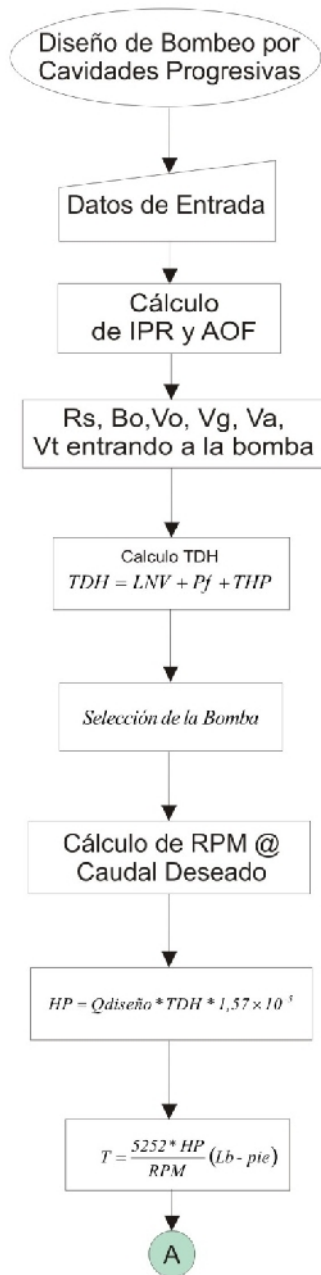 Diseño de Bombeo por
Cavidades Progresivas
Datos de Entrada
Cálculo
de IPR y AOF
Rs, Bo,Vo, Vg, Va,
Vt entrando a la bomba
Calculo TDH
TDH = LNV + Pf + THP
Selección de la Bomba
Cálculo de RPM @
Caudal Deseado
HP = Qdiseño * TDH * 1,57 × 10
T = 5252 * HP / RPM (Lb - pie)
A